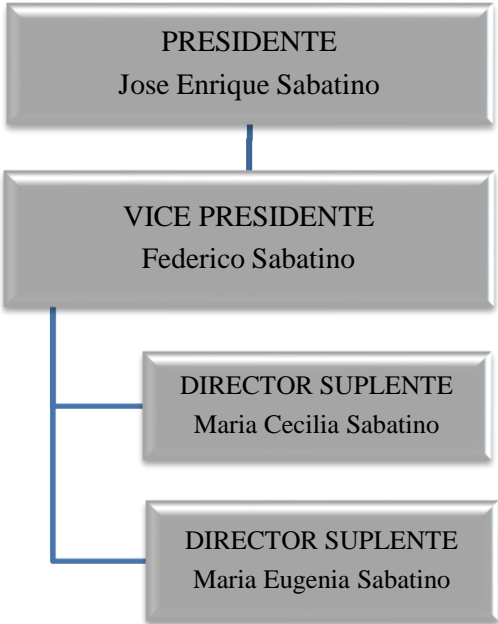 PRESIDENTE
Jose Enrique Sabatino
VICE PRESIDENTE
Federico Sabatino
DIRECTOR SUPLENTE
Maria Cecilia Sabatino
DIRECTOR SUPLENTE
Maria Eugenia Sabatino